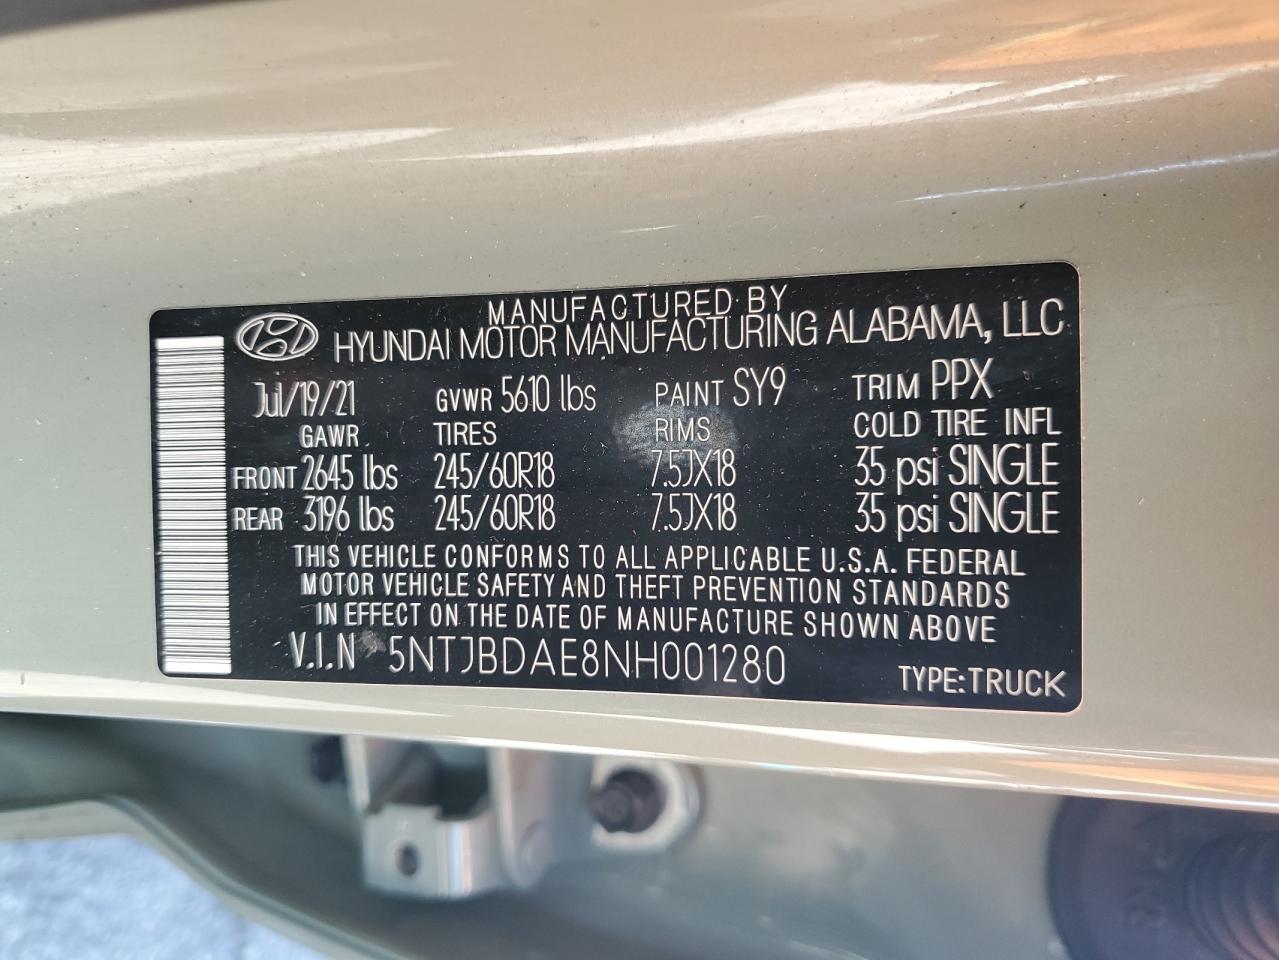 MANUFACTURED BY
HYUNDAI MOTOR MANUFACTURING ALABAMA, LLC
Jul/19/21 GVWR 5610 lbs PAINT SY9 TRIM PPX
GAWR TIRES RIMS COLD TIRE INFL
FRONT 2645 lbs 245/60R18 7.5JX18 35 psi SINGLE
REAR 3196 lbs 245/60R18 7.5JX18 35 psi SINGLE
THIS VEHICLE CONFORMS TO ALL APPLICABLE U.S.A. FEDERAL
MOTOR VEHICLE SAFETY AND THEFT PREVENTION STANDARDS
IN EFFECT ON THE DATE OF MANUFACTURE SHOWN ABOVE
V.I.N 5NTJBDAE8NH001280 TYPE:TRUCK